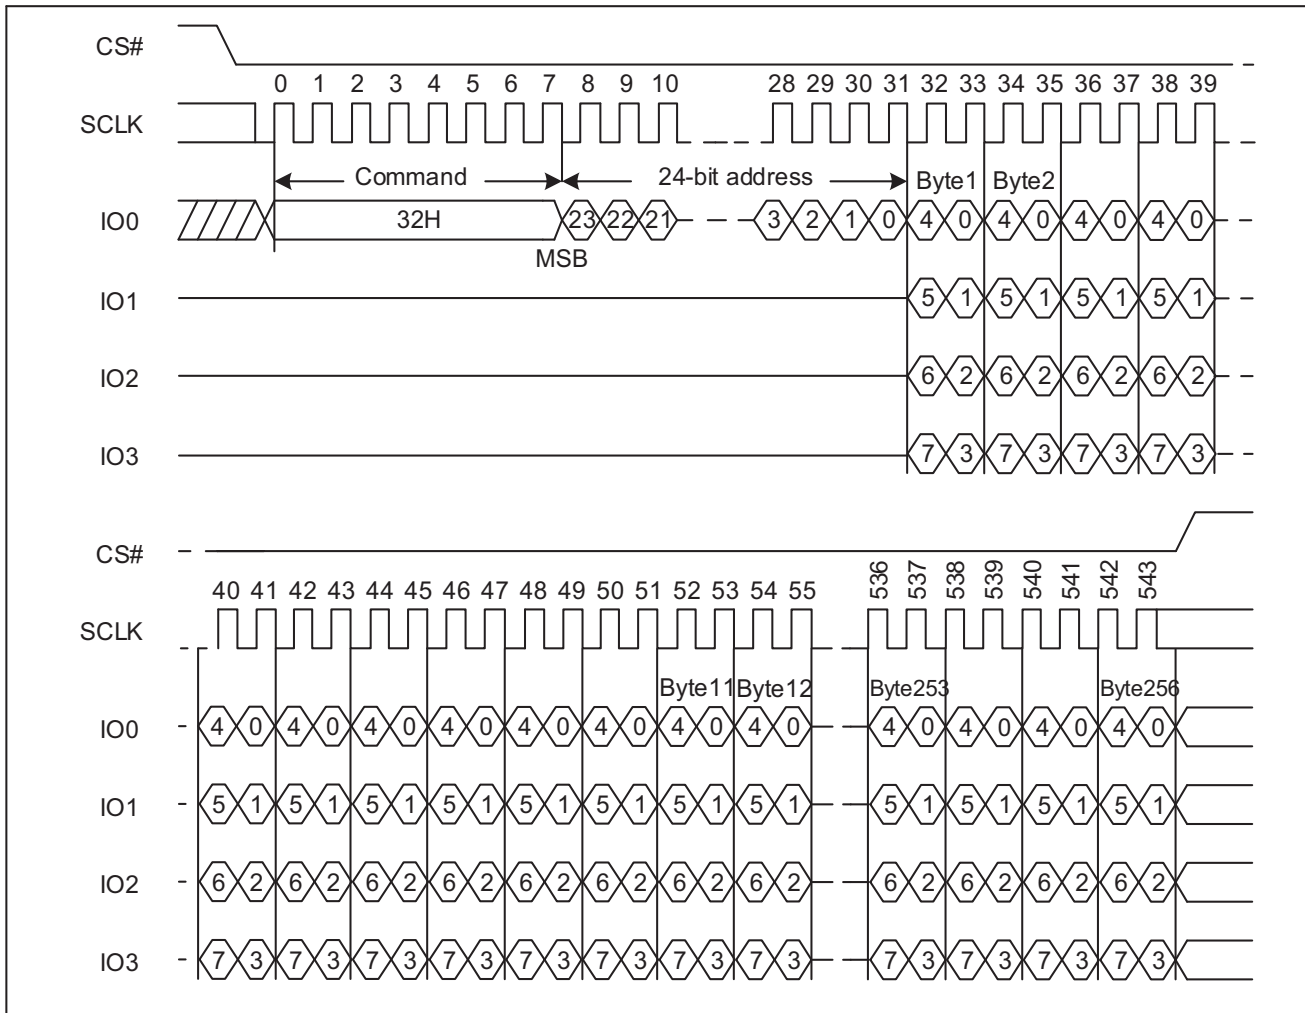 CS#
0 1 2 3 4 5 6 7 8 9 10 28 29 30 31 32 33 34 35 36 37 38 39
SCLK
Command 24-bit address Byte1 Byte2
IO0 32H 23 22 21 3 2 1 0 4 0 4 0 4 0 4 0
MSB
IO1 5 1 5 1 5 1 5 1
IO2 6 2 6 2 6 2 6 2
IO3 7 3 7 3 7 3 7 3
CS#
40 41 42 43 44 45 46 47 48 49 50 51 52 53 54 55 536 537 538 539 540 541 542 543
SCLK
Byte11 Byte12 Byte253 Byte256
IO0 4 0 4 0 4 0 4 0 4 0 4 0 4 0 4 0 4 0 4 0 4 0 4 0
IO1 5 1 5 1 5 1 5 1 5 1 5 1 5 1 5 1 5 1 5 1 5 1 5 1
IO2 6 2 6 2 6 2 6 2 6 2 6 2 6 2 6 2 6 2 6 2 6 2 6 2
IO3 7 3 7 3 7 3 7 3 7 3 7 3 7 3 7 3 7 3 7 3 7 3 7 3